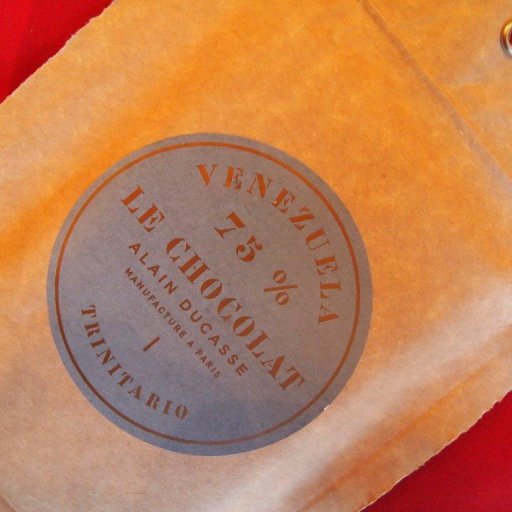 VENEZUELA
75 %
LE CHOCOLAT
ALAIN DUCASSE
MANUFACTURE À PARIS
TRINITARIO